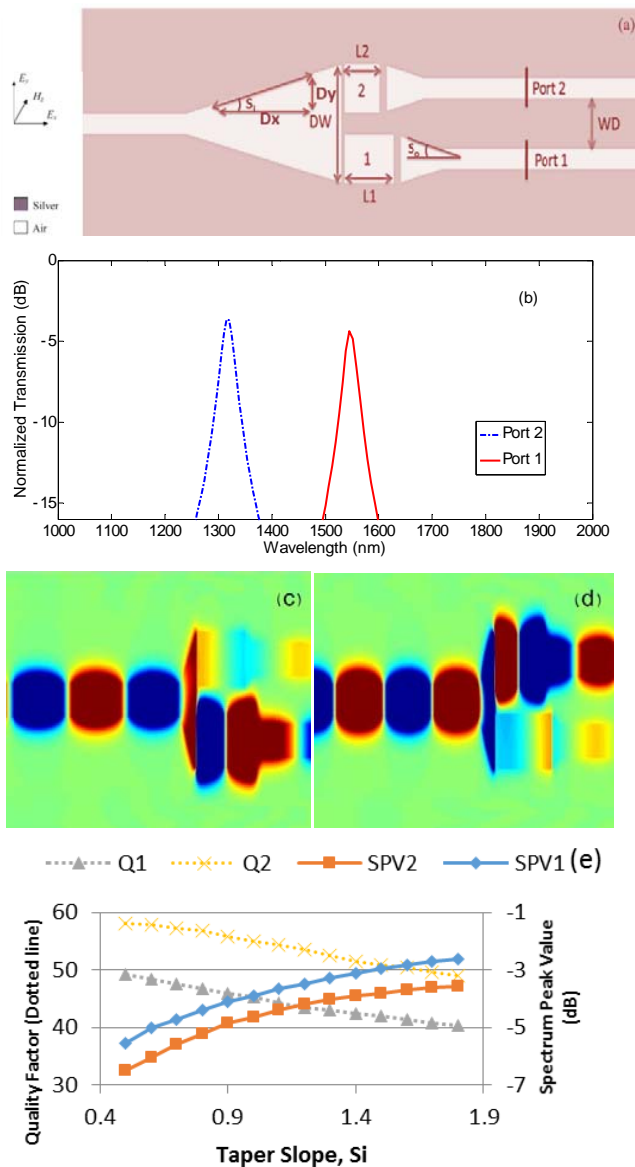 (a)
E_y
H_z
E_x
L2
S_i
Dy
Dx
DW
2
Port 2
WD
S_o
1
Port 1
L1
Silver
Air
Normalized Transmission (dB)
0
-5
-10
-15
(b)
Port 2
Port 1
1000 1100 1200 1300 1400 1500 1600 1700 1800 1900 2000
Wavelength (nm)
(c)
(d)
Q1 Q2 SPV2 SPV1 (e)
Quality Factor (Dotted line)
60
50
40
30
-1
-3
-5
-7
Spectrum Peak Value
(dB)
0.4 0.9 1.4 1.9
Taper Slope, Si